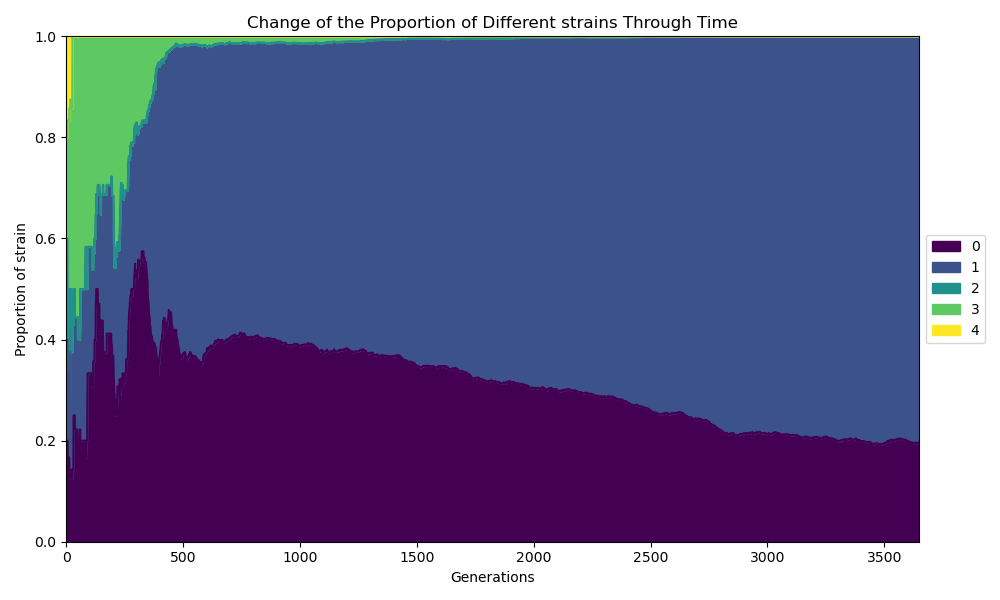 Change of the Proportion of Different strains Through Time
1.0
0.8
0.6
0.4
0.2
0.0
Proportion of strain
0
1
2
3
4
0 500 1000 1500 2000 2500 3000 3500
Generations